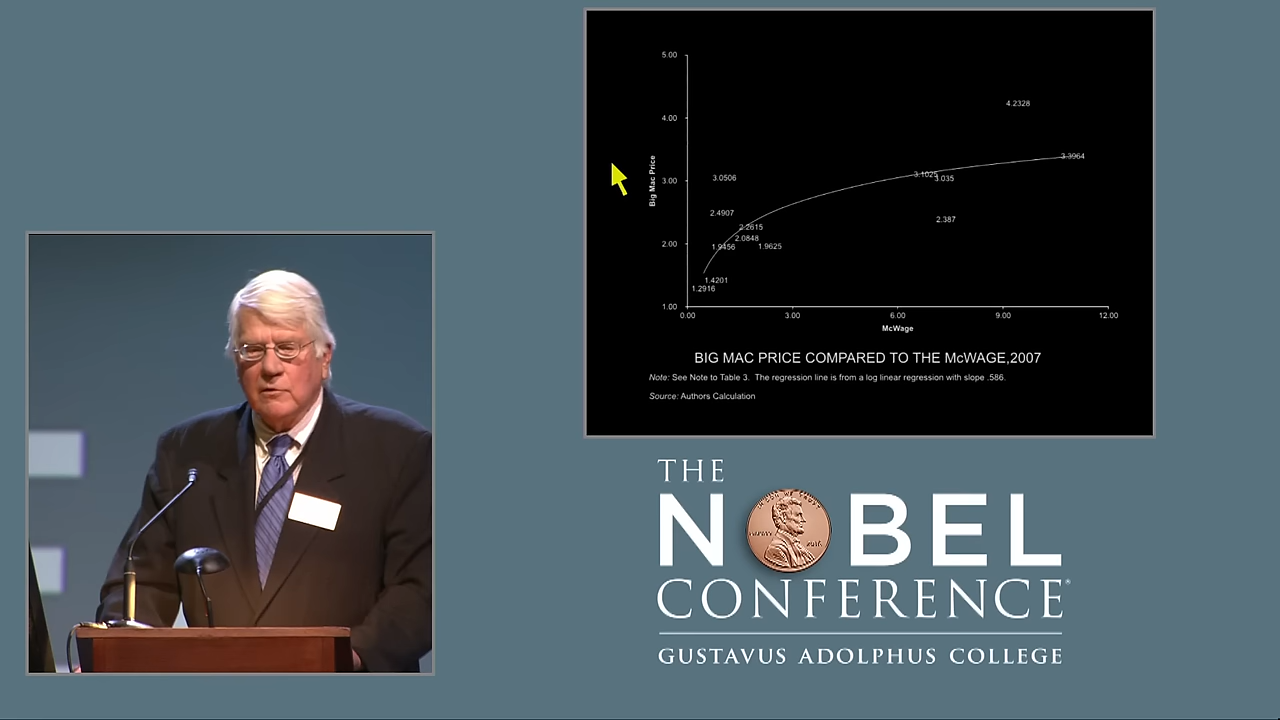 5.00
4.00
3.00
2.00
1.00
Big Mac Price
4.2328
3.3964
3.1025
3.035
3.0506
2.4907
2.387
2.2615
2.0848
1.9456
1.9625
1.4201
1.2916
0.00 3.00 6.00 9.00 12.00
McWage
BIG MAC PRICE COMPARED TO THE McWAGE,2007
Note: See Note to Table 3. The regression line is from a log linear regression with slope .586.
Source: Authors Calculation
THE
NOBEL
CONFERENCE®
GUSTAVUS ADOLPHUS COLLEGE